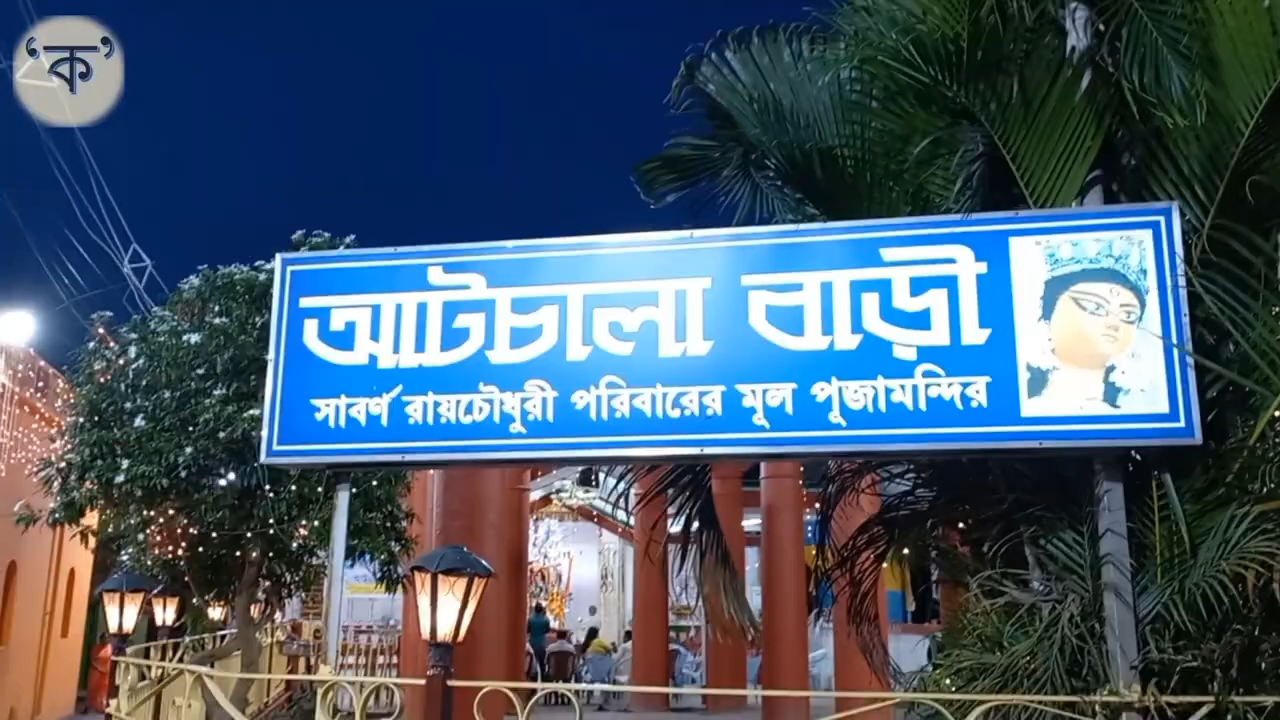 ‘ক’
আটচালা বাড়ী
সাবর্ণ রায়চৌধুরী পরিবারের মূল পূজামন্দির